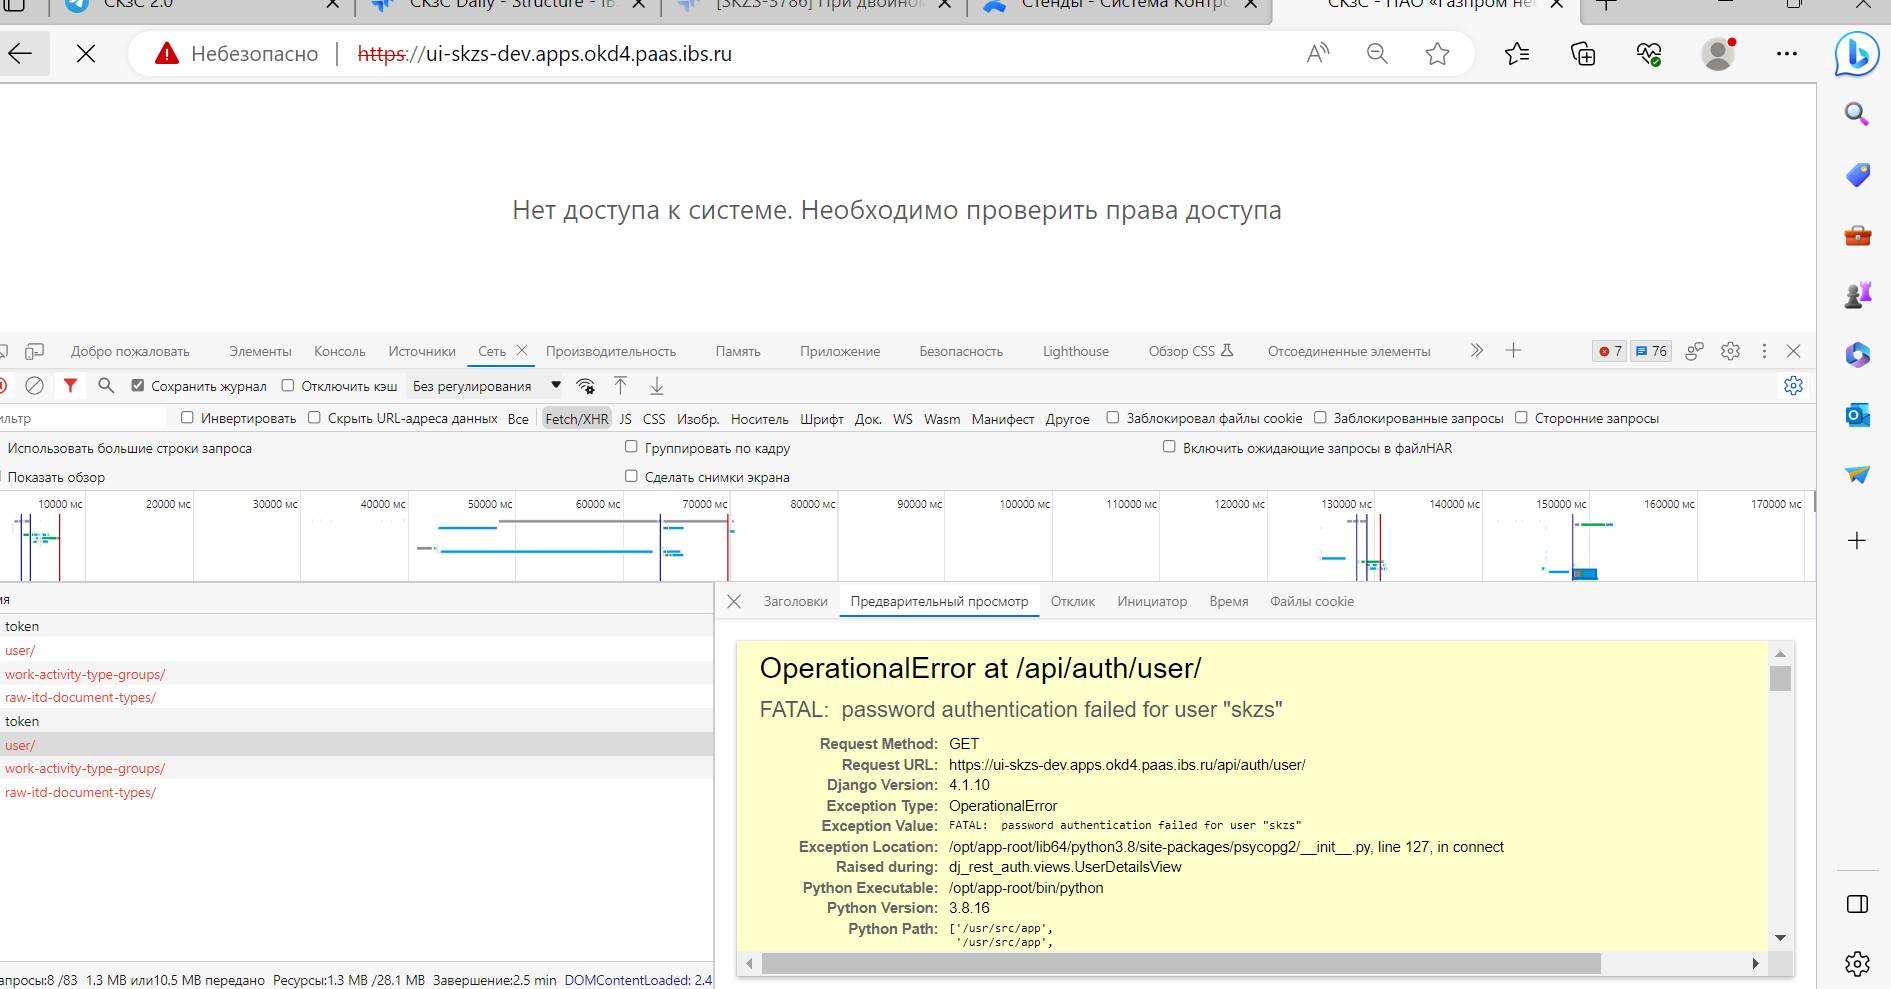 СКзС 2.0
СКзС Daily - Structure - IBS
[SKZS-3786] При двойном
Стенды - Система Контро
СКзС - ПАО «Газпром не
Небезопасно
https://ui-skzs-dev.apps.okd4.paas.ibs.ru
Нет доступа к системе. Необходимо проверить права доступа
Добро пожаловать Элементы Консоль Источники Сеть Производительность Память Приложение Безопасность Lighthouse Обзор CSS Отсоединенные элементы 7 76
Сохранить журнал Отключить кэш Без регулирования
льтр Инвертировать Скрыть URL-адреса данных Все Fetch/XHR JS CSS Изобр. Носитель Шрифт Док. WS Wasm Манифест Другое Заблокировал файлы cookie Заблокированные запросы Сторонние запросы
Использовать большие строки запроса Группировать по кадру Включить ожидающие запросы в файлHAR
Показать обзор Сделать снимки экрана
10000 мс 20000 мс 30000 мс 40000 мс 50000 мс 60000 мс 70000 мс 80000 мс 90000 мс 100000 мс 110000 мс 120000 мс 130000 мс 140000 мс 150000 мс 160000 мс 170000 мс
мя
token
user/
work-activity-type-groups/
raw-itd-document-types/
token
user/
work-activity-type-groups/
raw-itd-document-types/
апросы:8 /83 1.3 MB или10.5 MB передано Ресурсы:1.3 MB /28.1 MB Завершение:2.5 min DOMContentLoaded: 2.4
Заголовки Предварительный просмотр Отклик Инициатор Время Файлы cookie
OperationalError at /api/auth/user/
FATAL: password authentication failed for user "skzs"
Request Method: GET
Request URL: https://ui-skzs-dev.apps.okd4.paas.ibs.ru/api/auth/user/
Django Version: 4.1.10
Exception Type: OperationalError
Exception Value: FATAL: password authentication failed for user "skzs"
Exception Location: /opt/app-root/lib64/python3.8/site-packages/psycopg2/__init__.py, line 127, in connect
Raised during: dj_rest_auth.views.UserDetailsView
Python Executable: /opt/app-root/bin/python
Python Version: 3.8.16
Python Path: ['/usr/src/app',
'/usr/src/app',